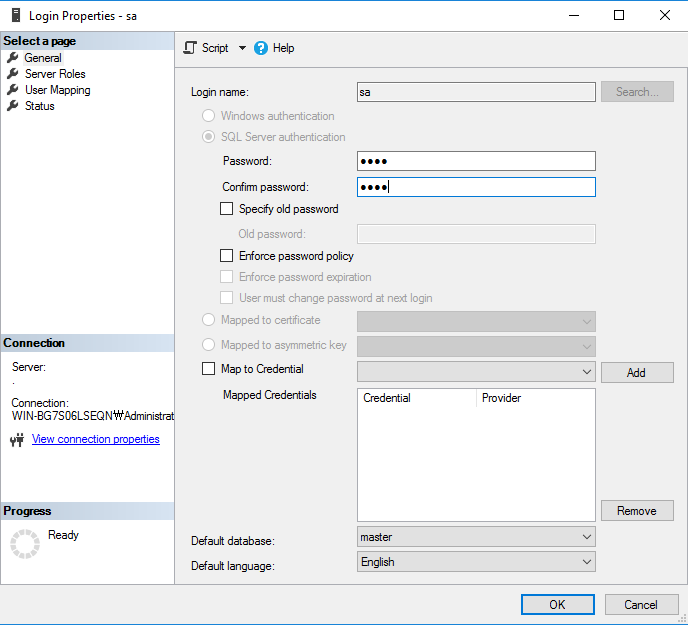 Login Properties - sa
Select a page
General
Server Roles
User Mapping
Status
Script
Help
Login name:
sa
Search...
Windows authentication
SQL Server authentication
Password:
●●●●
Confirm password:
●●●●
Specify old password
Old password:
Enforce password policy
Enforce password expiration
User must change password at next login
Mapped to certificate
Mapped to asymmetric key
Map to Credential
Add
Mapped Credentials
Credential Provider
Remove
Default database:
master
Default language:
English
Connection
Server:
.
Connection:
WIN-BG7S06LSEQN₩Administrat
View connection properties
Progress
Ready
OK
Cancel